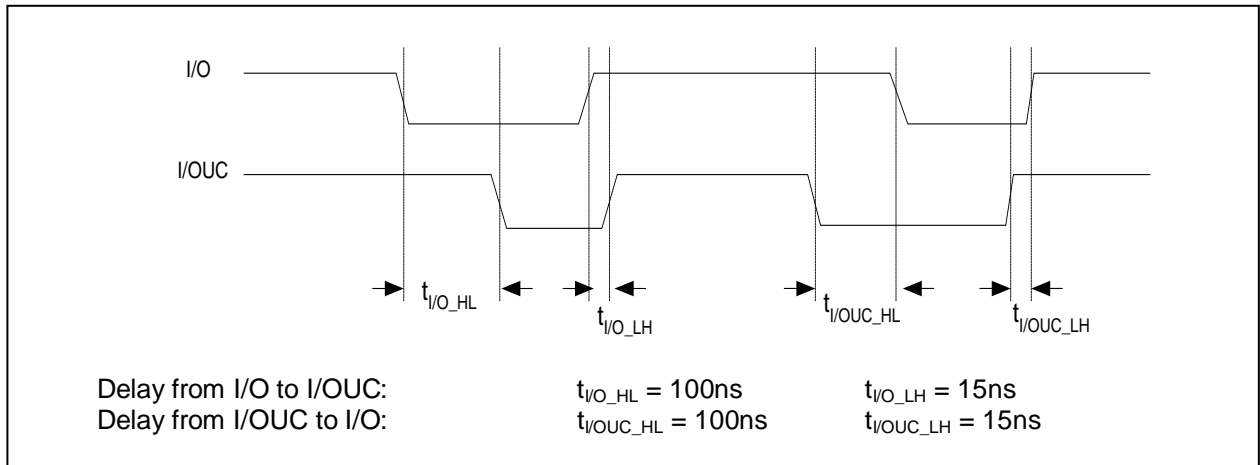 I/O
I/OUC
tI/O_HL
tI/O_LH
tI/OUC_HL
tI/OUC_LH
Delay from I/O to I/OUC: tI/O_HL = 100ns tI/O_LH = 15ns
Delay from I/OUC to I/O: tI/OUC_HL = 100ns tI/OUC_LH = 15ns